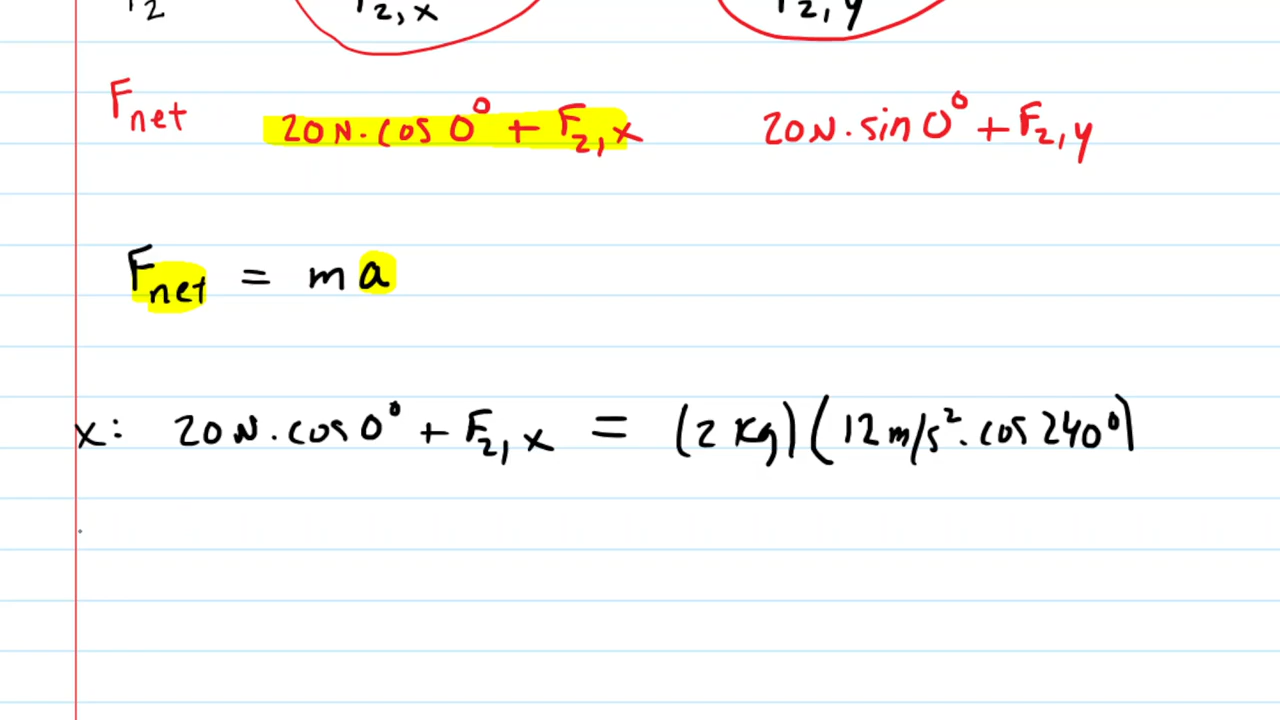 F₂ F₂,x F₂,y
Fnet 20N·cos 0° + F₂,x 20N·sin 0° + F₂,y
Fnet = ma
x: 20N·cos 0° + F₂,x = (2 Kg)(12 m/s²·cos 240°)